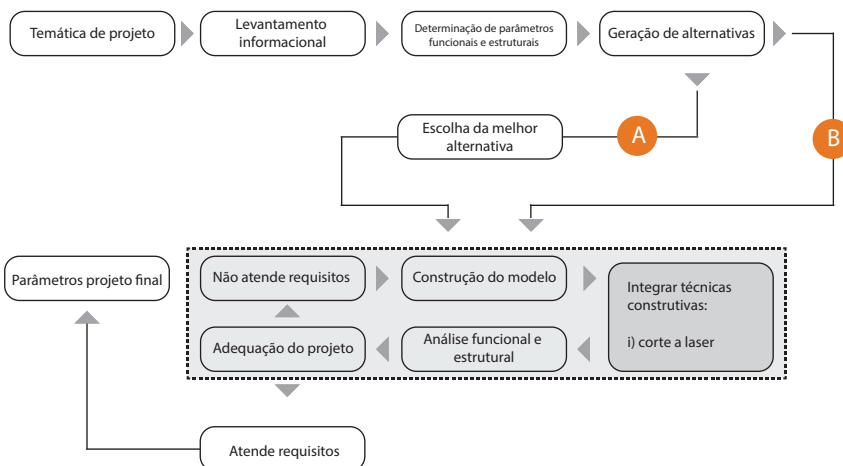 Temática de projeto
Levantamento
informacional
Determinação de parâmetros
funcionais e estruturais
Geração de alternativas
Escolha da melhor
alternativa
A
B
Parâmetros projeto final
Não atende requisitos
Construção do modelo
Integrar técnicas
construtivas:
i) corte a laser
Adequação do projeto
Análise funcional e
estrutural
Atende requisitos